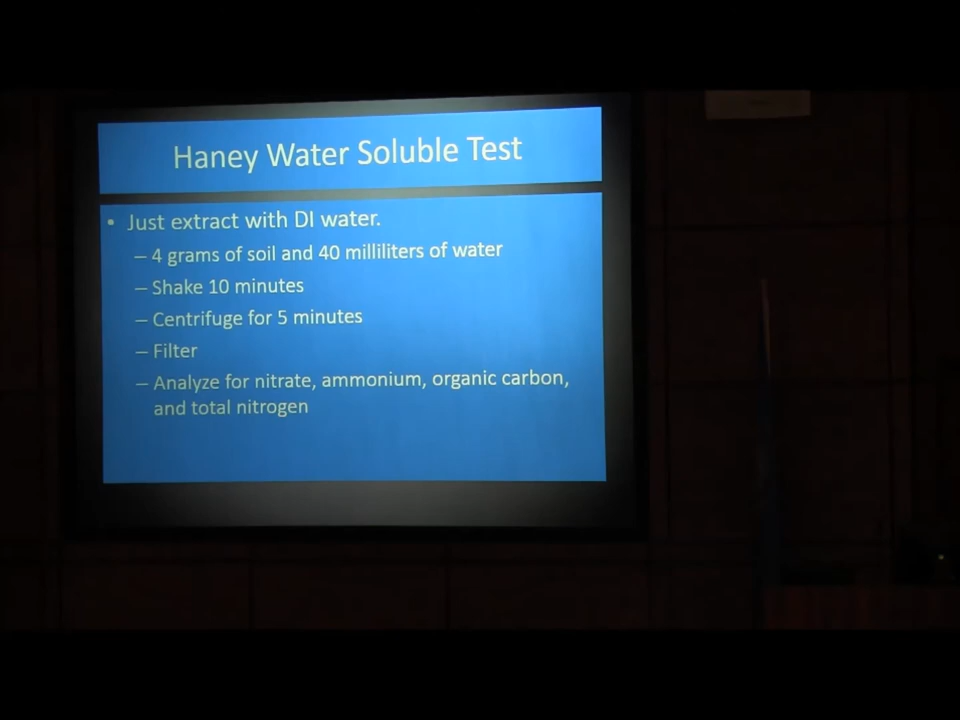 Haney Water Soluble Test
• Just extract with DI water.
– 4 grams of soil and 40 milliliters of water
– Shake 10 minutes
– Centrifuge for 5 minutes
– Filter
– Analyze for nitrate, ammonium, organic carbon,
and total nitrogen